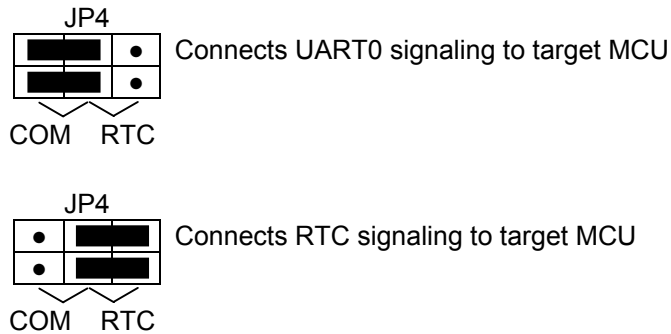 JP4
Connects UART0 signaling to target MCU
COM RTC
JP4
Connects RTC signaling to target MCU
COM RTC